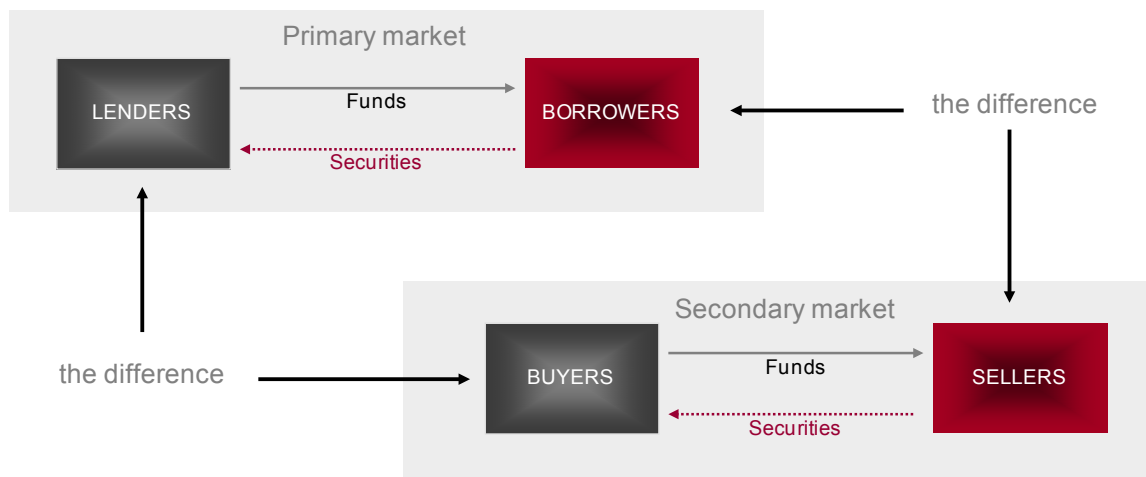 Primary market
LENDERS
Funds
BORROWERS
Securities
the difference
Secondary market
BUYERS
Funds
SELLERS
Securities
the difference